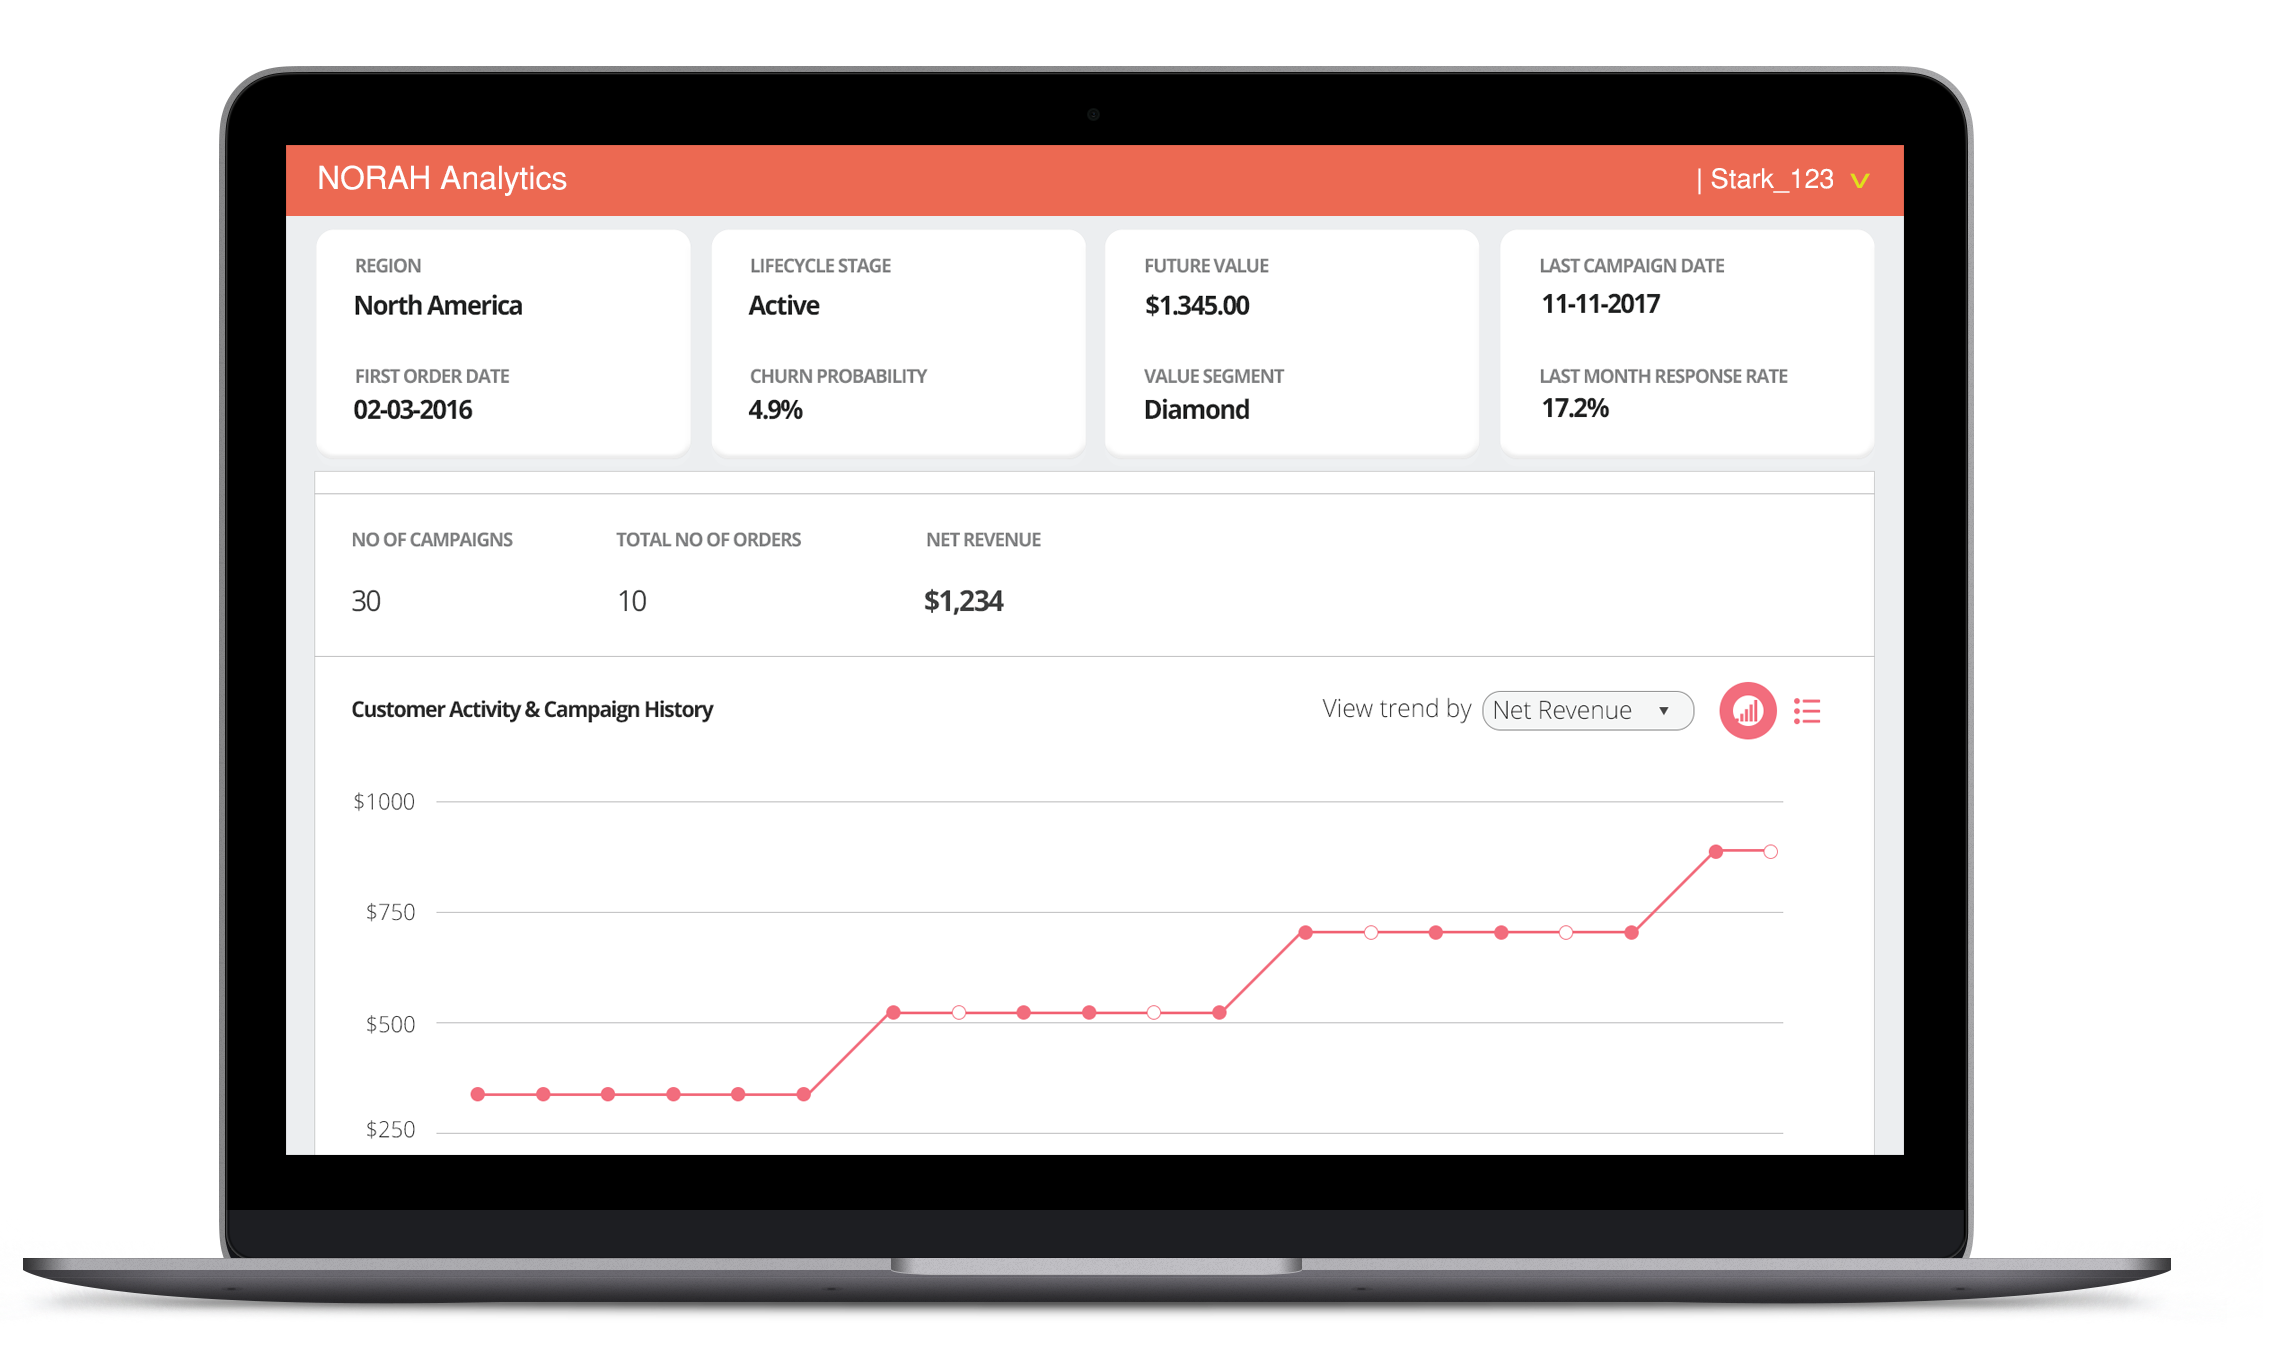 NORAH Analytics
| Stark_123 v
REGION
North America
FIRST ORDER DATE
02-03-2016
LIFECYCLE STAGE
Active
CHURN PROBABILITY
4.9%
FUTURE VALUE
$1.345.00
VALUE SEGMENT
Diamond
LAST CAMPAIGN DATE
11-11-2017
LAST MONTH RESPONSE RATE
17.2%
NO OF CAMPAIGNS
30
TOTAL NO OF ORDERS
10
NET REVENUE
$1,234
Customer Activity & Campaign History
View trend by Net Revenue
$1000
$750
$500
$250